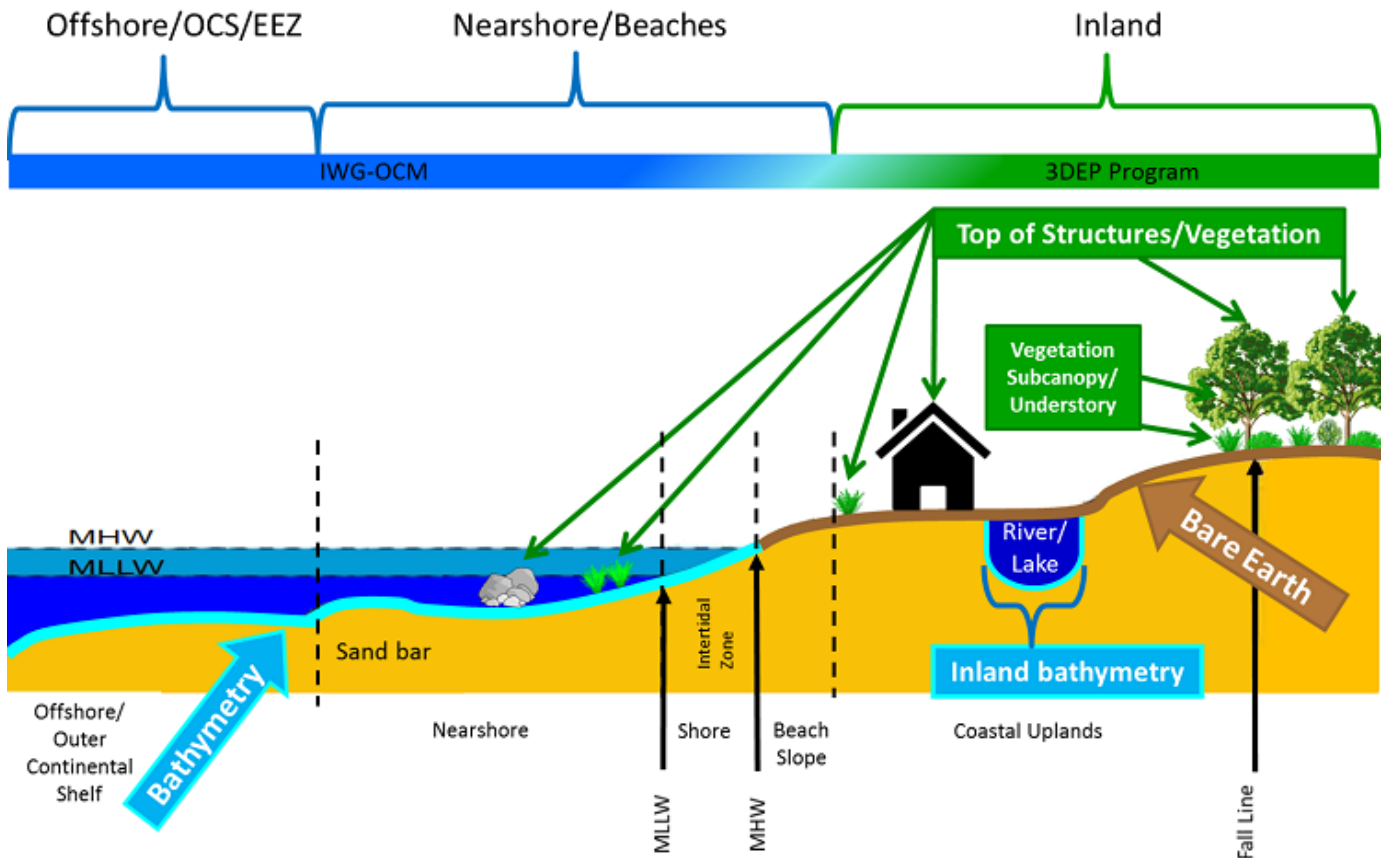 Offshore/OCS/EEZ
Nearshore/Beaches
Inland
IWG-OCM
3DEP Program
Top of Structures/Vegetation
Vegetation
Subcanopy/
Understory
MHW
MLLW
River/
Lake
Bare Earth
Sand bar
Intertidal
Zone
Inland bathymetry
Bathymetry
Offshore/
Outer
Continental
Shelf
Nearshore
Shore
Beach
Slope
Coastal Uplands
MLLW
MHW
Fall Line